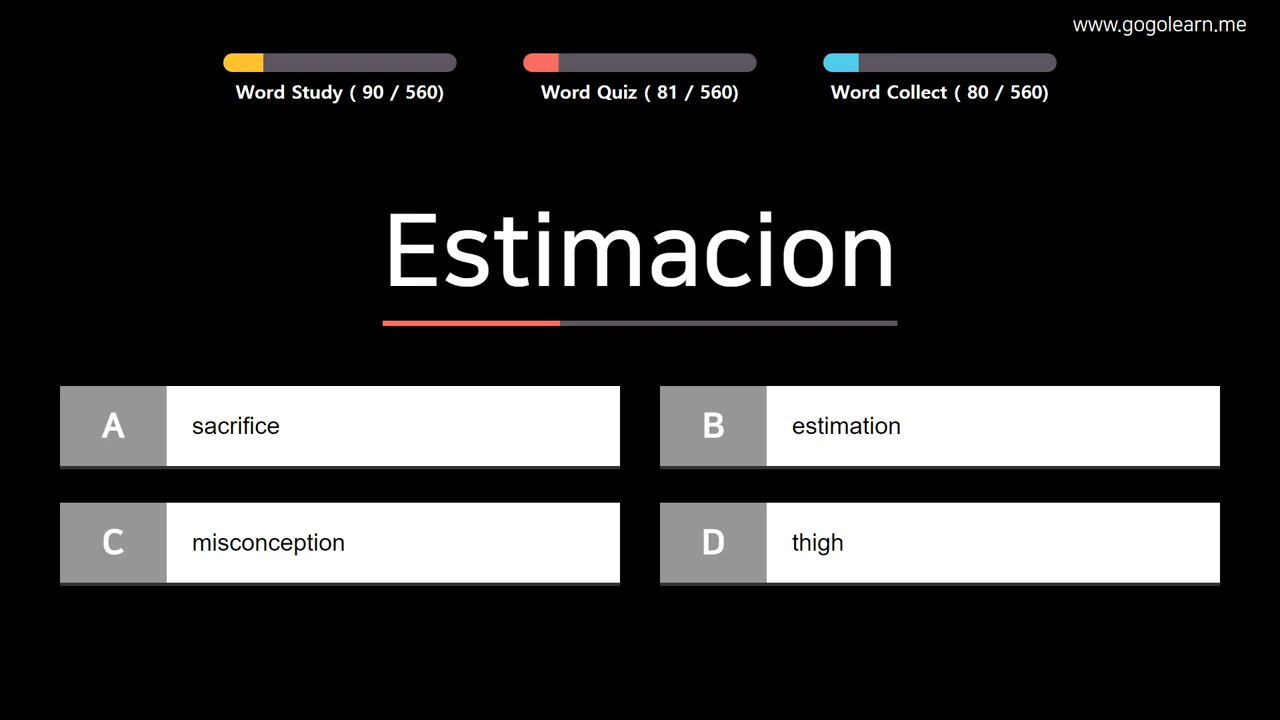 www.gogolearn.me
Word Study ( 90 / 560)
Word Quiz ( 81 / 560)
Word Collect ( 80 / 560)
Estimacion
A sacrifice
B estimation
C misconception
D thigh